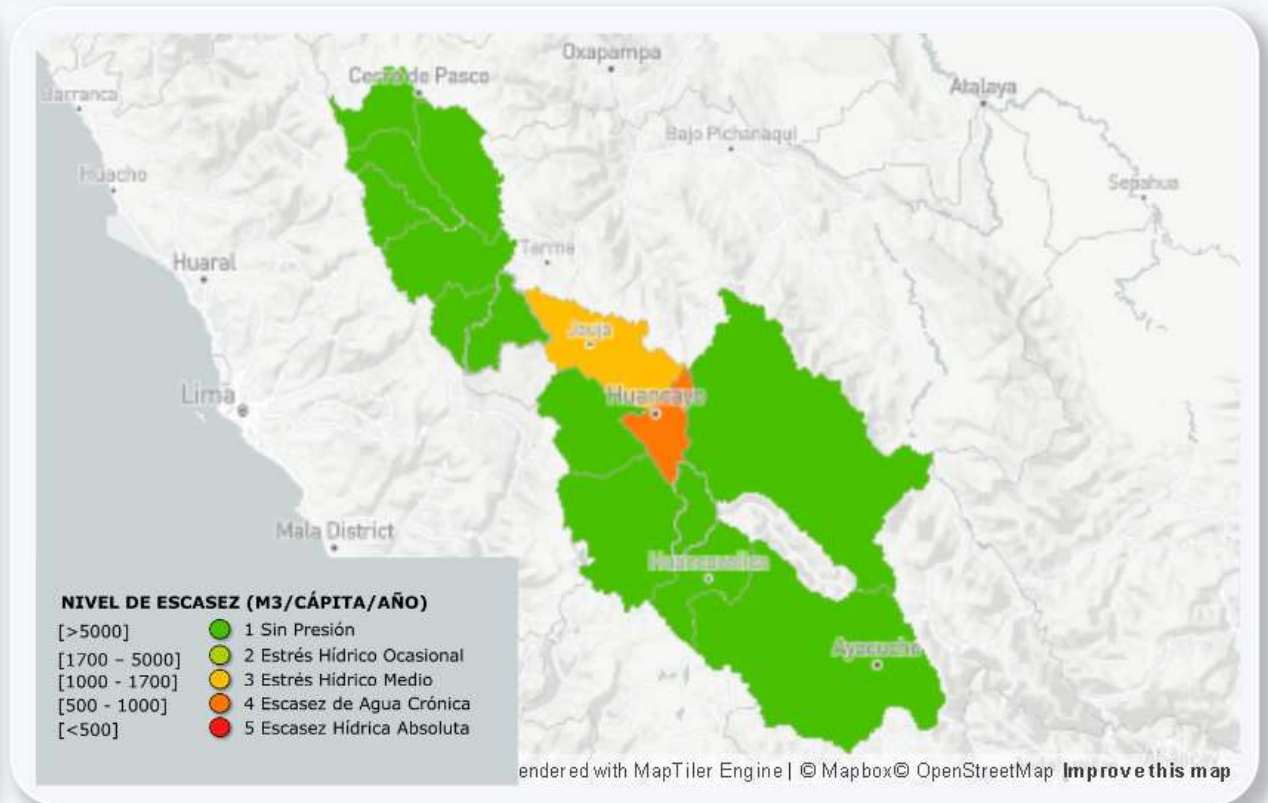 Oxapampa
Cerro de Pasco
Barranca
Atalaya
Bajo Pichanaqui
Huacho
Sepahua
Tarma
Huaral
Jauja
Lima
Huancayo
Mala District
Huancavelica
Ayacucho
NIVEL DE ESCASEZ (M3/CÁPITA/AÑO)
[>5000] 1 Sin Presión
[1700 – 5000] 2 Estrés Hídrico Ocasional
[1000 - 1700] 3 Estrés Hídrico Medio
[500 - 1000] 4 Escasez de Agua Crónica
[<500] 5 Escasez Hídrica Absoluta
endered with MapTiler Engine | © Mapbox© OpenStreetMap Improve this map